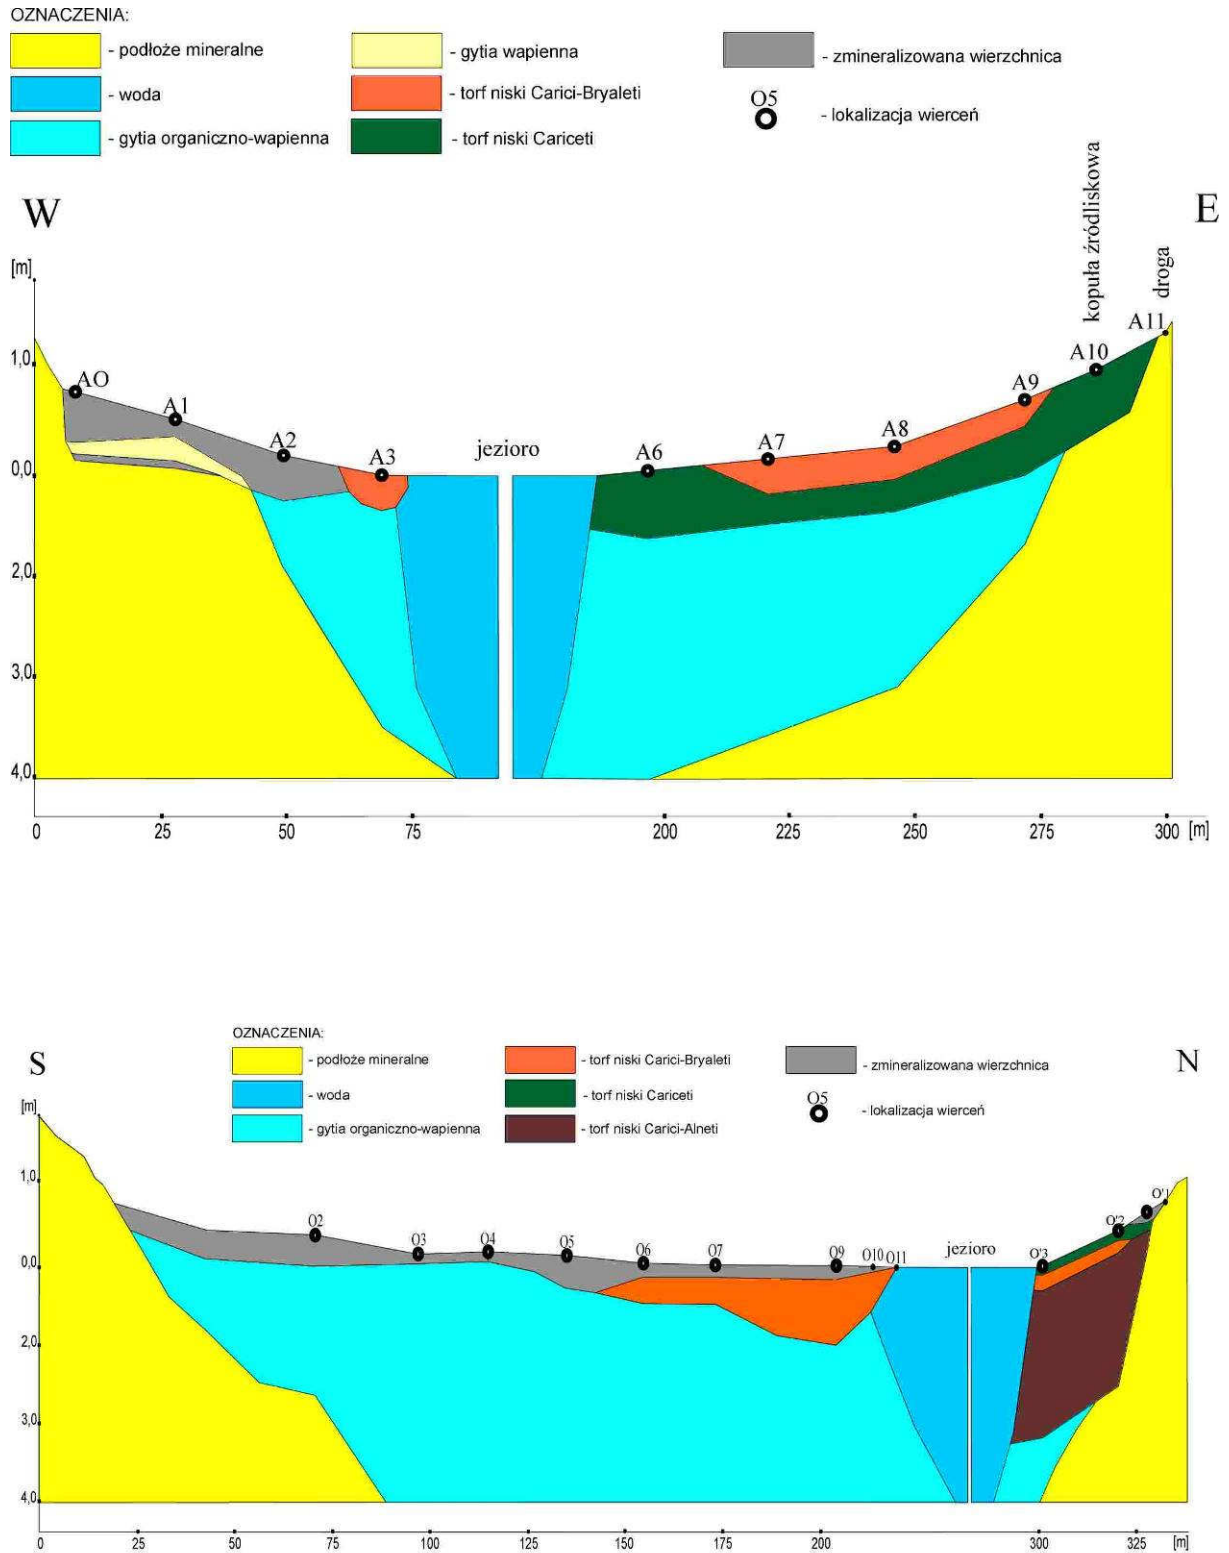 OZNACZENIA:
- podłoże mineralne
- woda
- gytia organiczno-wapienna
- gytia wapienna
- torf niski Carici-Bryaleti
- torf niski Cariceti
- zmineralizowana wierzchnica
O5
- lokalizacja wierceń
W
E
kopuła źródliskowa
droga
[m]
1,0
0,0
2,0
3,0
4,0
AO
A1
A2
A3
jezioro
A6
A7
A8
A9
A10
A11
0
25
50
75
200
225
250
275
300
[m]
OZNACZENIA:
- podłoże mineralne
- woda
- gytia organiczno-wapienna
- torf niski Carici-Bryaleti
- torf niski Cariceti
- torf niski Carici-Alneti
- zmineralizowana wierzchnica
O5
- lokalizacja wierceń
S
N
[m]
1,0
0,0
2,0
3,0
4,0
O2
O3
O4
O5
O6
O7
O9
O10
O11
jezioro
O'3
O'2
O'1
0
25
50
75
100
125
150
200
300
325
[m]